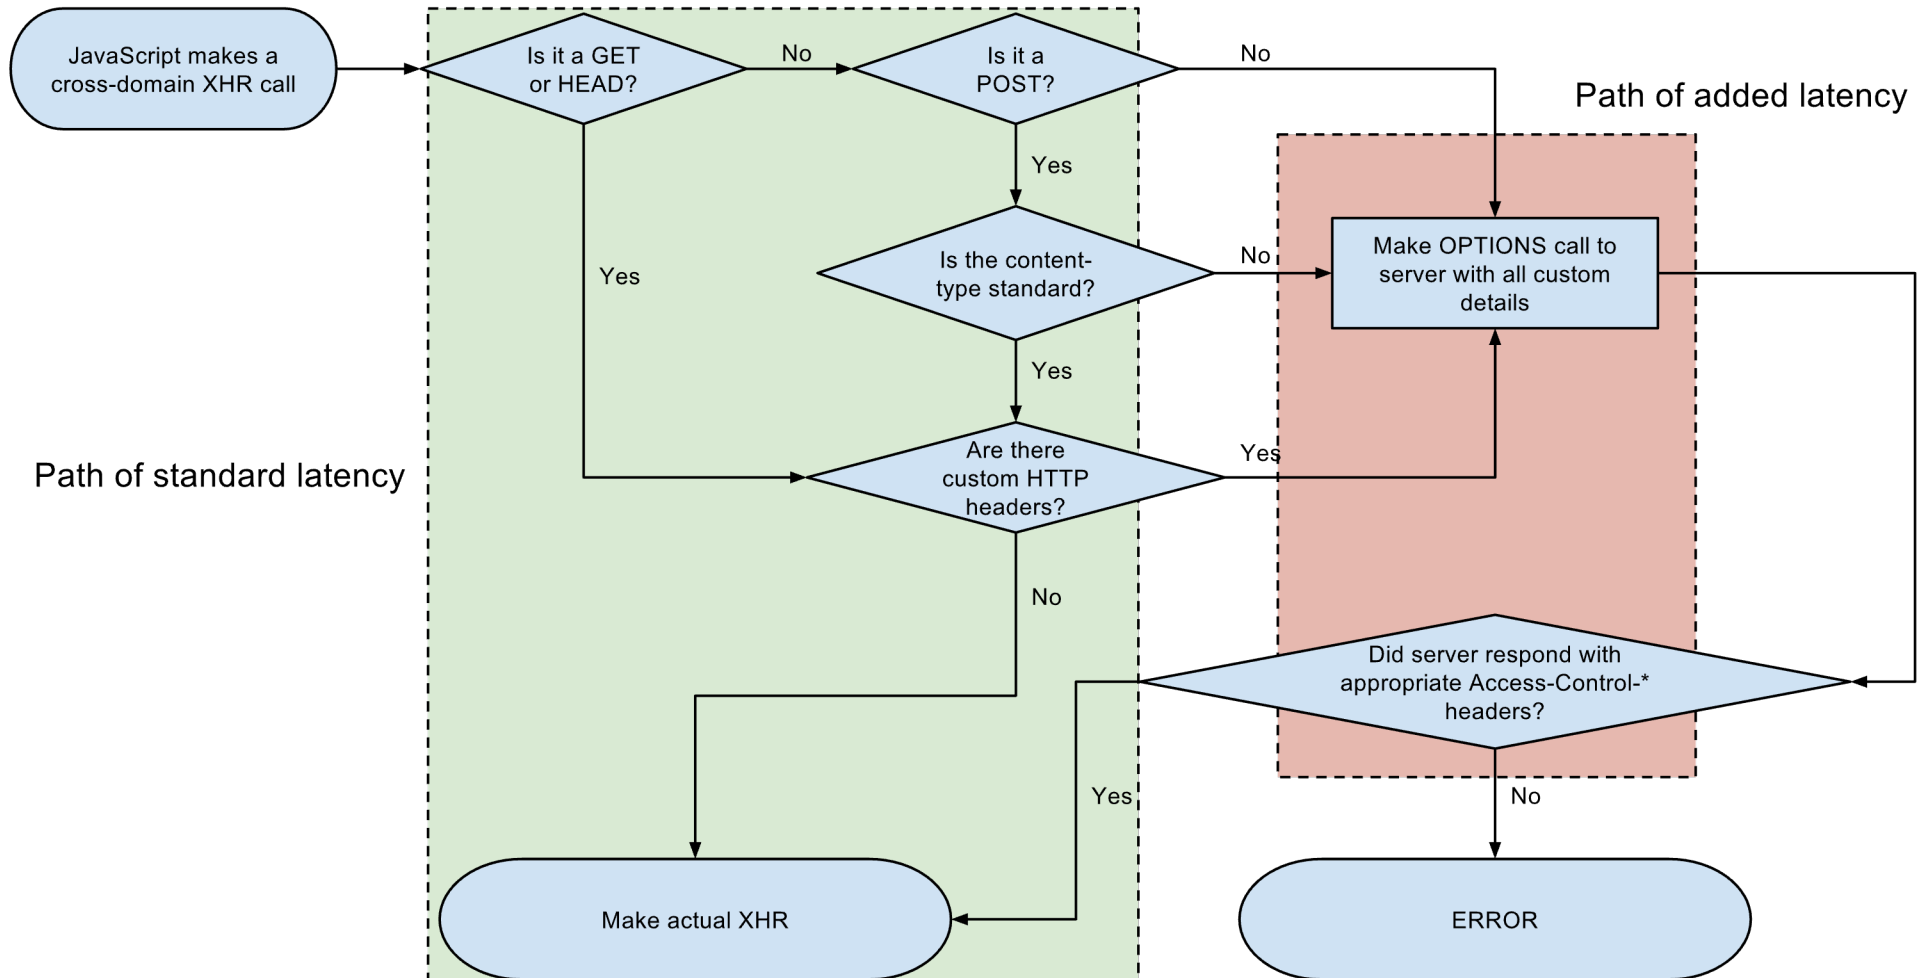 JavaScript makes a
cross-domain XHR call
Is it a GET
or HEAD?
No
Is it a
POST?
No
Path of added latency
Yes
Yes
Is the content-
type standard?
No
Make OPTIONS call to
server with all custom
details
Yes
Path of standard latency
Are there
custom HTTP
headers?
Yes
No
Did server respond with
appropriate Access-Control-*
headers?
Yes
No
Make actual XHR
ERROR